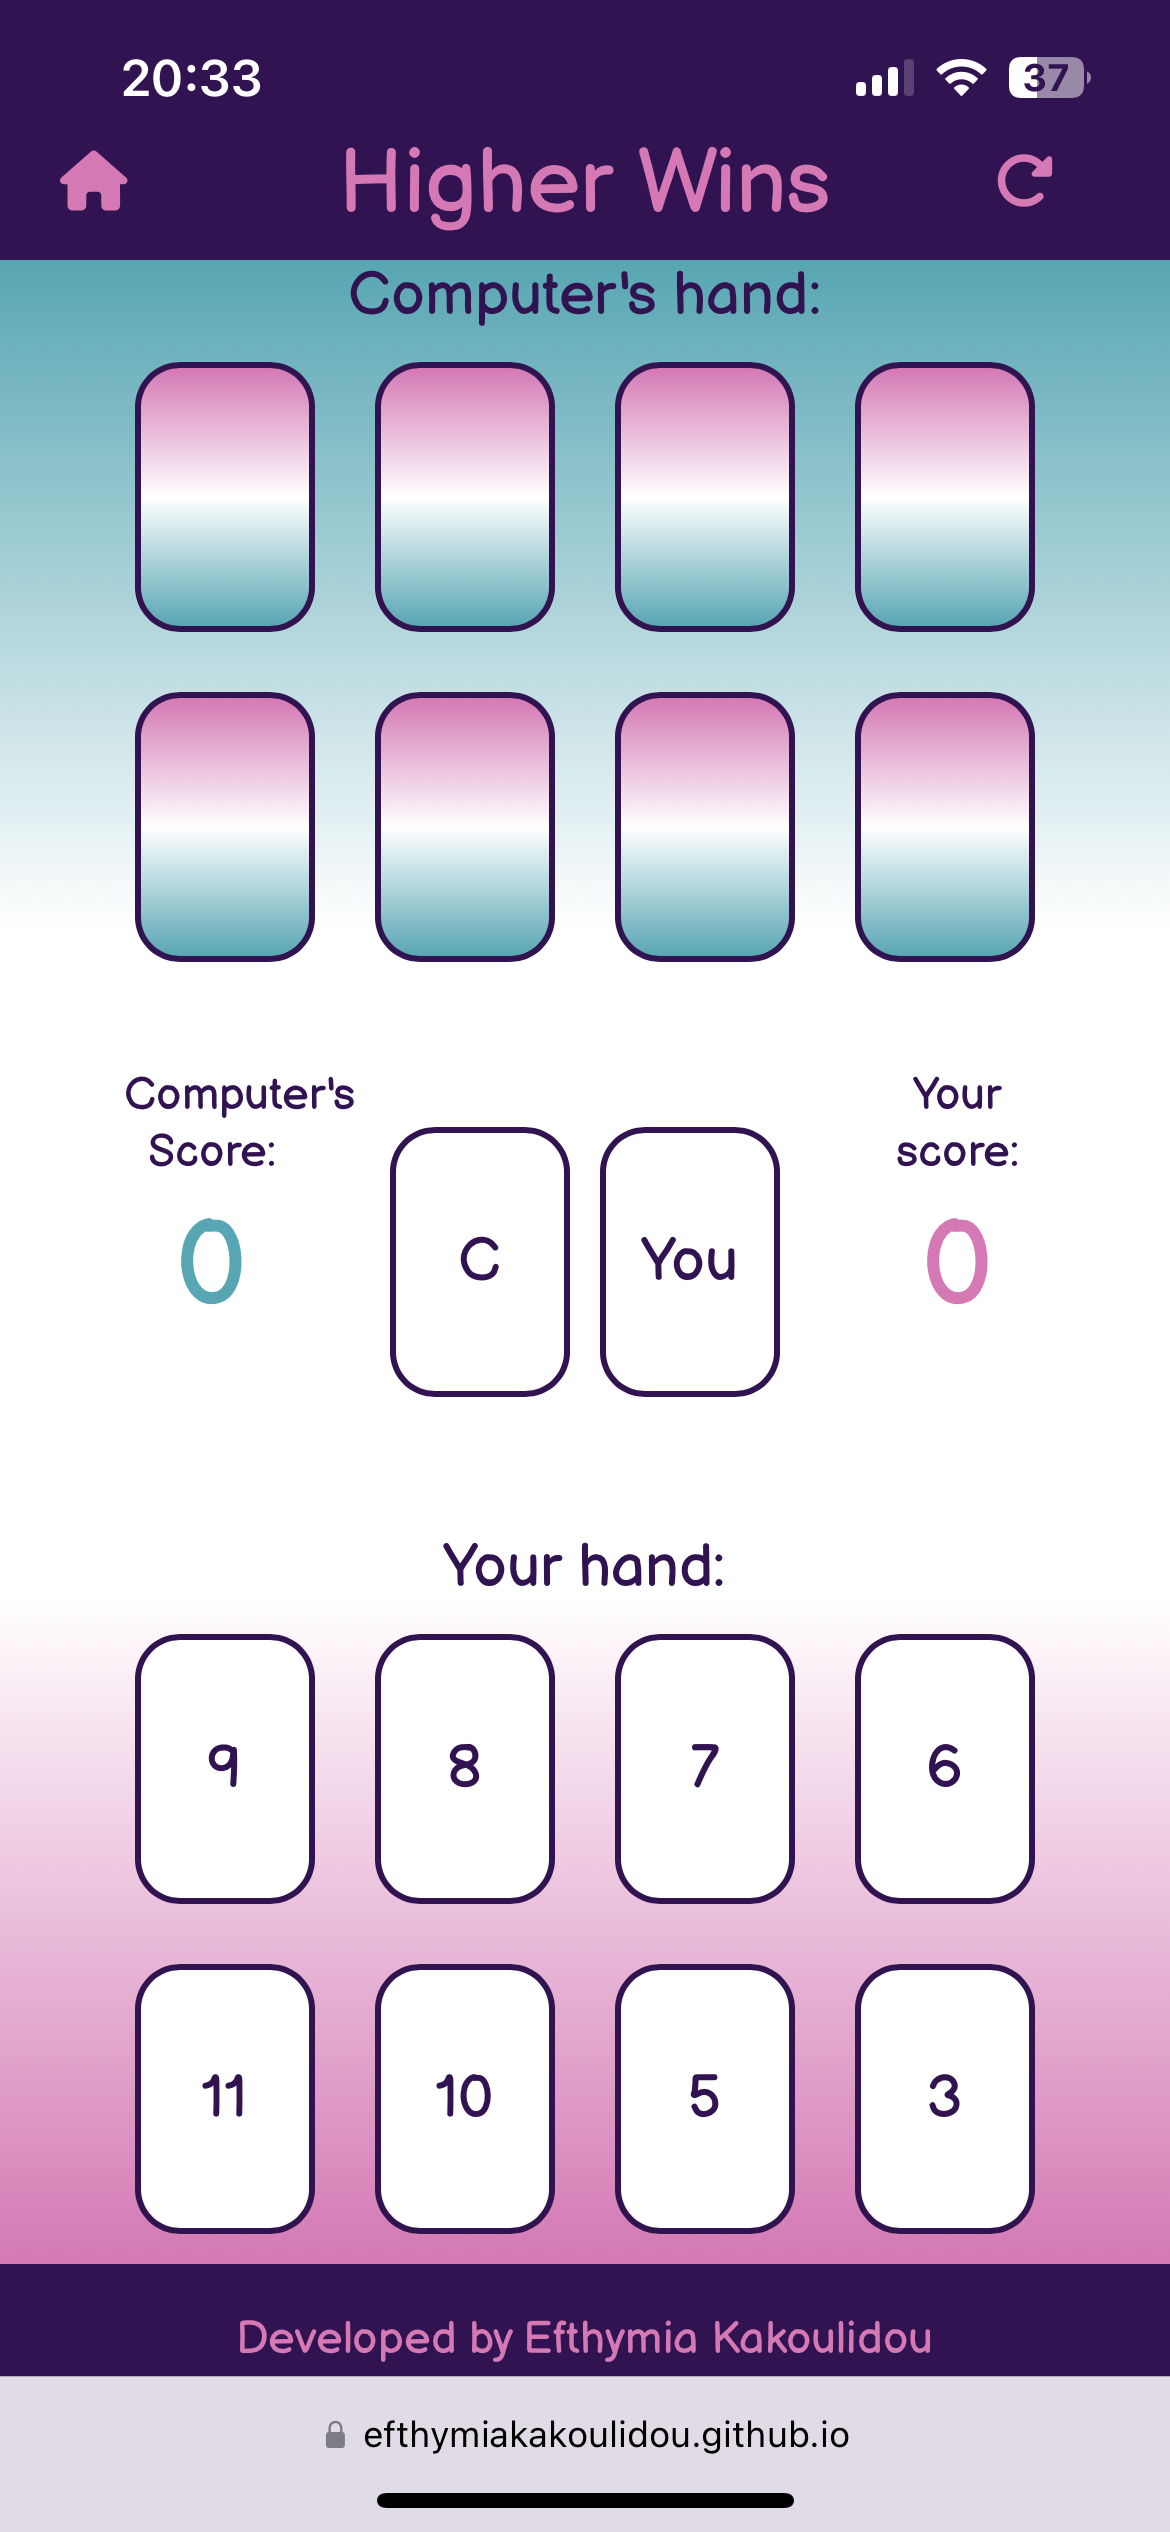 20:33
37
Higher Wins
Computer's hand:
Computer's
Score:
0
C
You
Your
score:
0
Your hand:
9 8 7 6
11 10 5 3
Developed by Efthymia Kakoulidou
efthymiakakoulidou.github.io